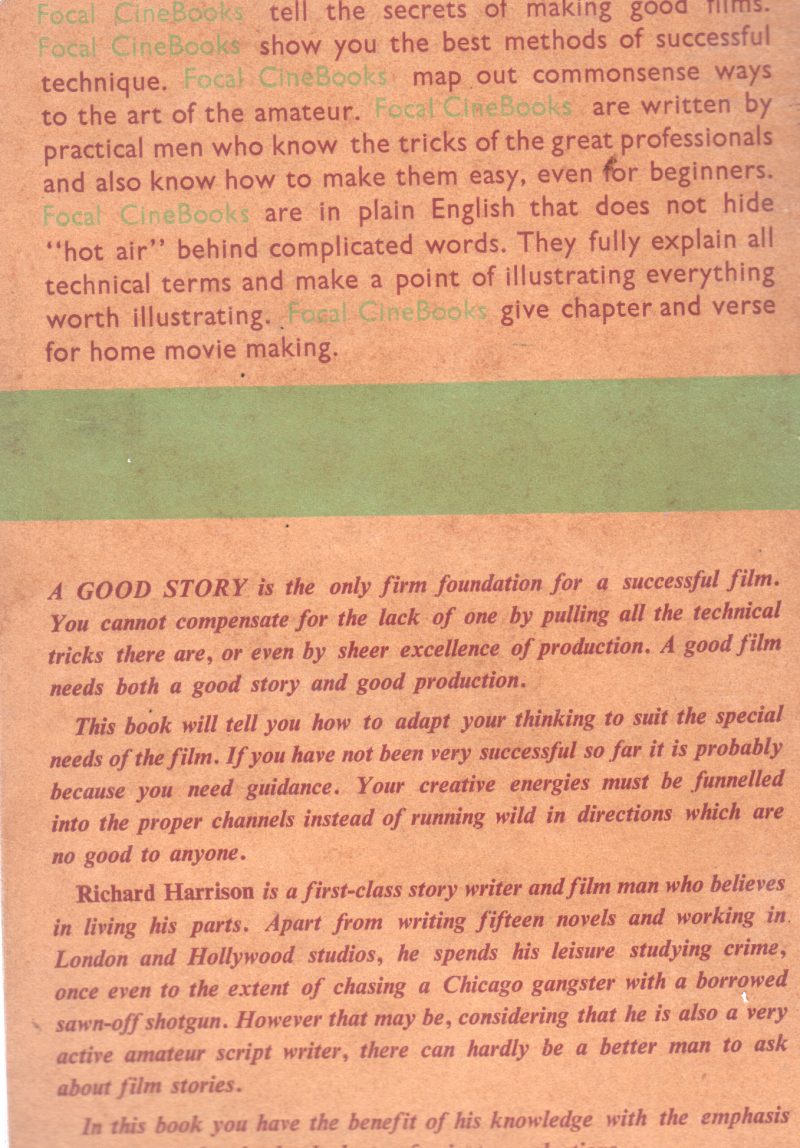 Focal CineBooks tell the secrets of making good films.
Focal CineBooks show you the best methods of successful
technique. Focal CineBooks map out commonsense ways
to the art of the amateur. Focal CineBooks are written by
practical men who know the tricks of the great professionals
and also know how to make them easy, even for beginners.
Focal CineBooks are in plain English that does not hide
“hot air” behind complicated words. They fully explain all
technical terms and make a point of illustrating everything
worth illustrating. Focal CineBooks give chapter and verse
for home movie making.
A GOOD STORY is the only firm foundation for a successful film.
You cannot compensate for the lack of one by pulling all the technical
tricks there are, or even by sheer excellence of production. A good film
needs both a good story and good production.
This book will tell you how to adapt your thinking to suit the special
needs of the film. If you have not been very successful so far it is probably
because you need guidance. Your creative energies must be funnelled
into the proper channels instead of running wild in directions which are
no good to anyone.
Richard Harrison is a first-class story writer and film man who believes
in living his parts. Apart from writing fifteen novels and working in
London and Hollywood studios, he spends his leisure studying crime,
once even to the extent of chasing a Chicago gangster with a borrowed
sawn-off shotgun. However that may be, considering that he is also a very
active amateur script writer, there can hardly be a better man to ask
about film stories.
In this book you have the benefit of his knowledge with the emphasis